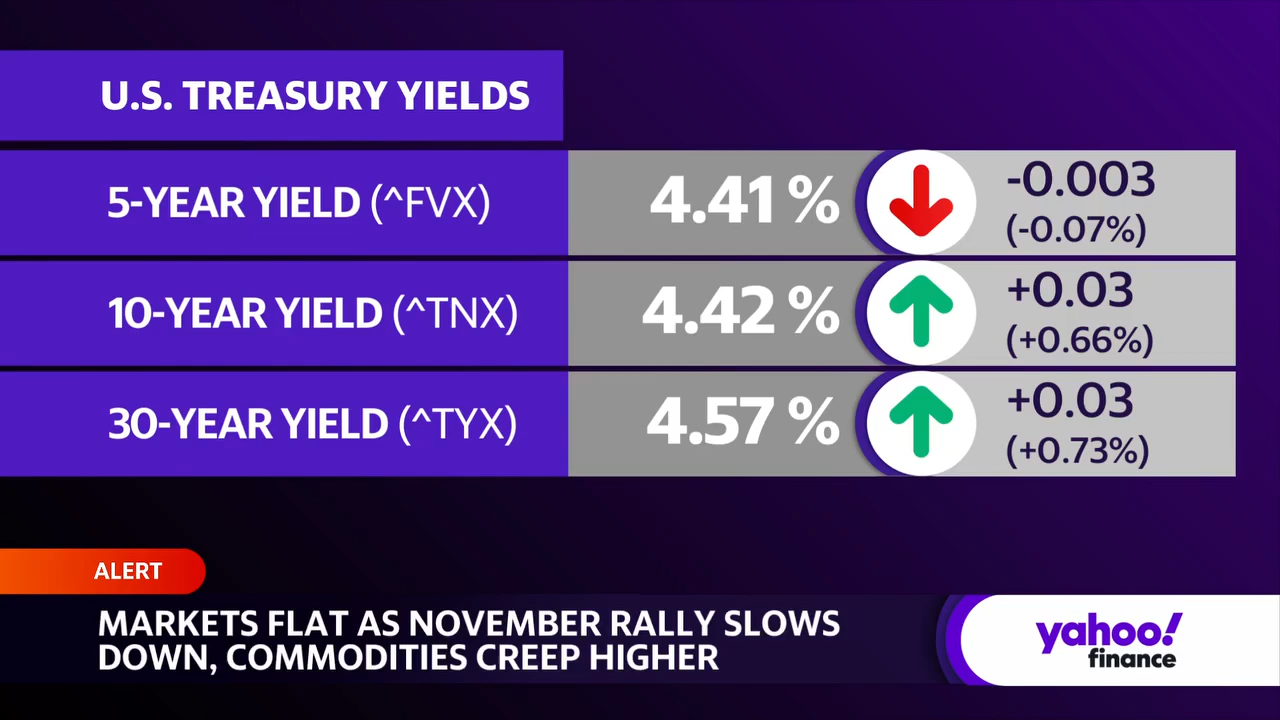 U.S. TREASURY YIELDS
5-YEAR YIELD (^FVX) 4.41 % -0.003
(-0.07%)
10-YEAR YIELD (^TNX) 4.42 % +0.03
(+0.66%)
30-YEAR YIELD (^TYX) 4.57 % +0.03
(+0.73%)
ALERT
MARKETS FLAT AS NOVEMBER RALLY SLOWS
DOWN, COMMODITIES CREEP HIGHER
yahoo!
finance